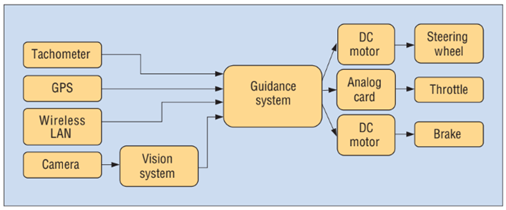 Tachometer
GPS
Wireless
LAN
Camera
Vision
system
Guidance
system
DC
motor
Steering
wheel
Analog
card
Throttle
DC
motor
Brake